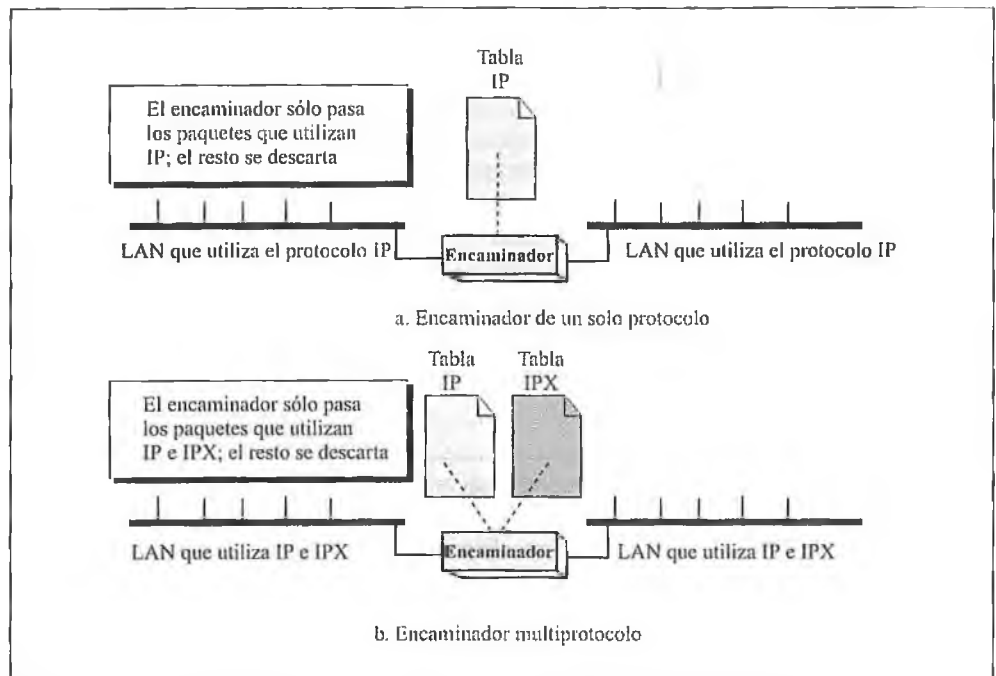 Tabla
IP
El encaminador sólo pasa
los paquetes que utilizan
IP; el resto se descarta
LAN que utiliza el protocolo IP
Encaminador
LAN que utiliza el protocolo IP
a. Encaminador de un solo protocolo
Tabla
IP
Tabla
IPX
El encaminador sólo pasa
los paquetes que utilizan
IP e IPX; el resto se descarta
LAN que utiliza IP e IPX
Encaminador
LAN que utiliza IP e IPX
b. Encaminador multiprotocolo